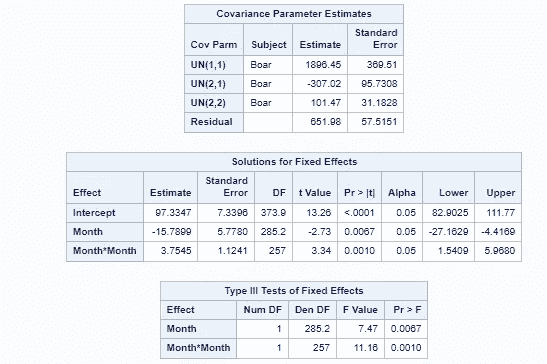 Covariance Parameter Estimates
Cov Parm Subject Estimate Standard Error
UN(1,1) Boar 1896.45 369.51
UN(2,1) Boar -307.02 95.7308
UN(2,2) Boar 101.47 31.1828
Residual 651.98 57.5151
Solutions for Fixed Effects
Effect Estimate Standard Error DF t Value Pr > |t| Alpha Lower Upper
Intercept 97.3347 7.3396 373.9 13.26 <.0001 0.05 82.9025 111.77
Month -15.7899 5.7780 285.2 -2.73 0.0067 0.05 -27.1629 -4.4169
Month*Month 3.7545 1.1241 257 3.34 0.0010 0.05 1.5409 5.9680
Type III Tests of Fixed Effects
Effect Num DF Den DF F Value Pr > F
Month 1 285.2 7.47 0.0067
Month*Month 1 257 11.16 0.0010